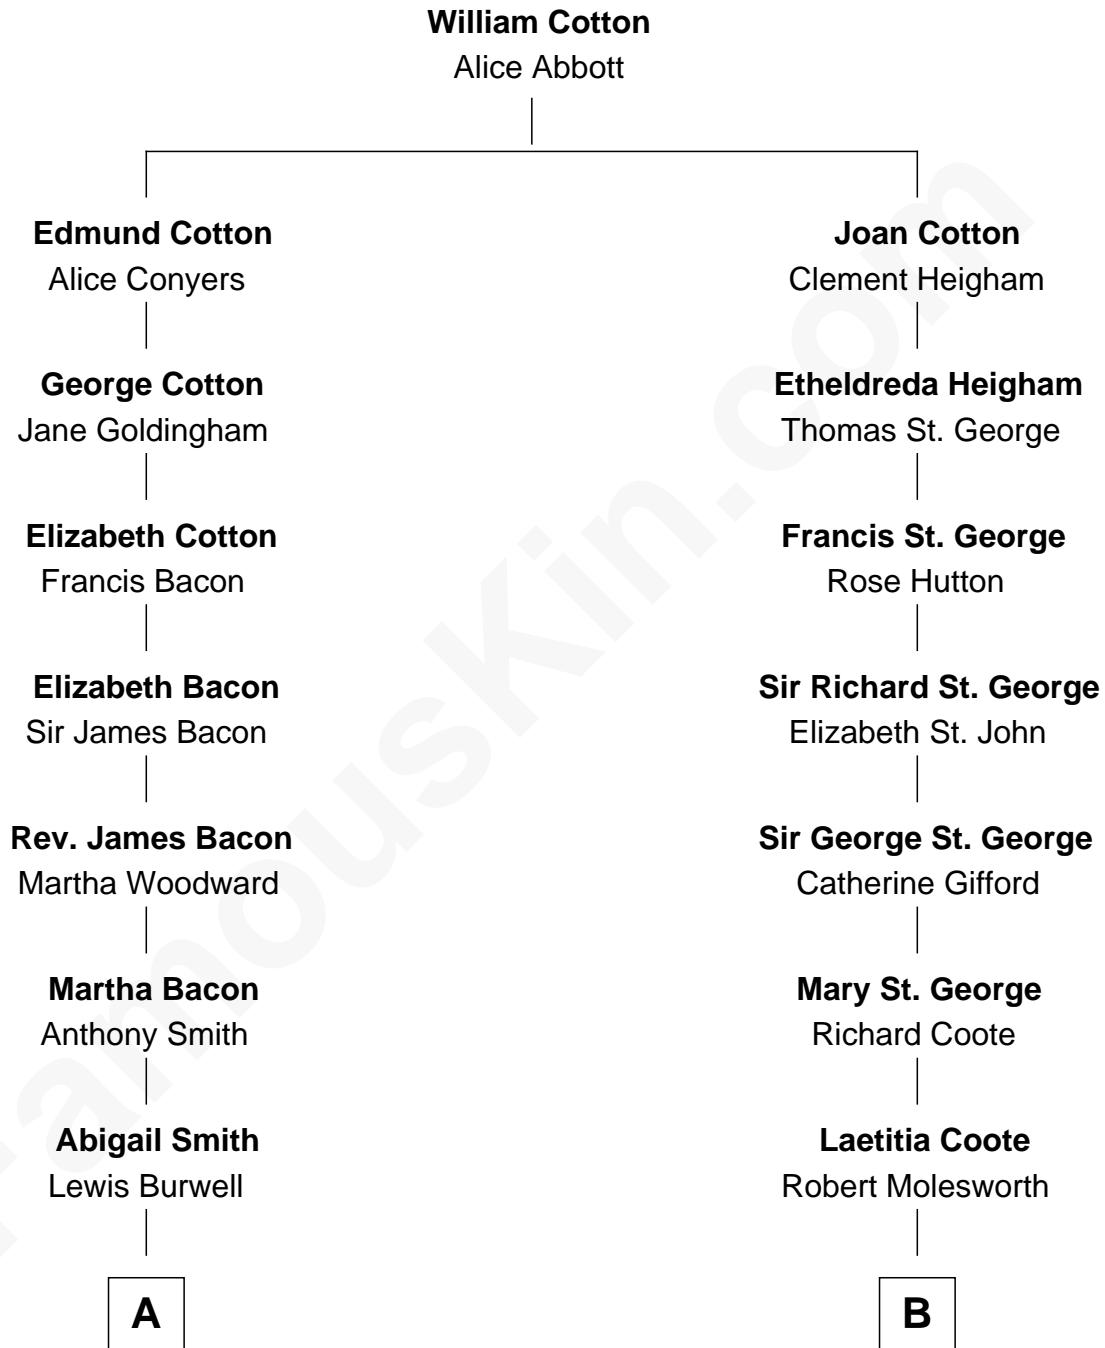 William Cotton
Alice Abbott
Edmund Cotton
Alice Conyers
George Cotton
Jane Goldingham
Elizabeth Cotton
Francis Bacon
Elizabeth Bacon
Sir James Bacon
Rev. James Bacon
Martha Woodward
Martha Bacon
Anthony Smith
Abigail Smith
Lewis Burwell
A
Joan Cotton
Clement Heigham
Etheldreda Heigham
Thomas St. George
Francis St. George
Rose Hutton
Sir Richard St. George
Elizabeth St. John
Sir George St. George
Catherine Gifford
Mary St. George
Richard Coote
Laetitia Coote
Robert Molesworth
B
FamousKin.com